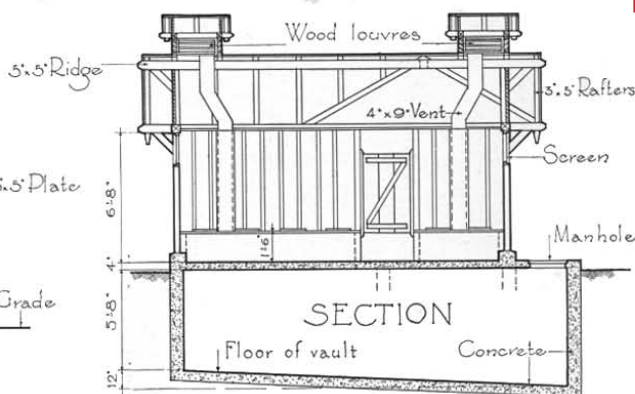 Wood louvres
5"x5" Ridge
3"x5" Rafters
4"x9" Vent
Screen
5"x5" Plate
6'-8"
1'-6"
Manhole
4"
Grade
5'-8"
SECTION
Floor of vault
Concrete
12"